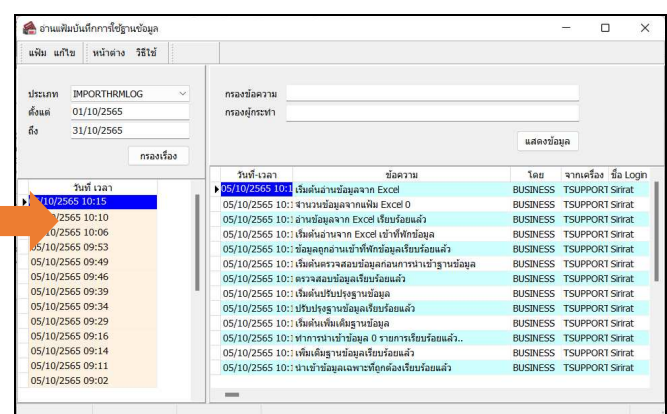 อ่านแฟ้มบันทึกการใช้ฐานข้อมูล
แฟ้ม แก้ไข หน้าต่าง วิธีใช้
ประเภท IMPORTHRMLOG
ตั้งแต่ 01/10/2565
ถึง 31/10/2565
กรองเรื่อง
กรองข้อความ
กรองผู้กระทำ
แสดงข้อมูล
วันที่ เวลา
/10/2565 10:15
/2565 10:10
/2565 10:06
/10/2565 09:53
05/10/2565 09:49
05/10/2565 09:46
05/10/2565 09:39
05/10/2565 09:34
05/10/2565 09:29
05/10/2565 09:16
05/10/2565 09:14
05/10/2565 09:11
05/10/2565 09:02
วันที่-เวลา ข้อความ โดย จากเครื่อง ชื่อ Login
05/10/2565 10:1 เริ่มต้นอ่านข้อมูลจาก Excel BUSINESS TSUPPORT Sirirat
05/10/2565 10:1 จำนวนข้อมูลจากแฟ้ม Excel 0 BUSINESS TSUPPORT Sirirat
05/10/2565 10:1 อ่านข้อมูลจาก Excel เรียบร้อยแล้ว BUSINESS TSUPPORT Sirirat
05/10/2565 10:1 เริ่มต้นอ่านจาก Excel เข้าที่พักข้อมูล BUSINESS TSUPPORT Sirirat
05/10/2565 10:1 ข้อมูลถูกอ่านเข้าที่พักข้อมูลเรียบร้อยแล้ว BUSINESS TSUPPORT Sirirat
05/10/2565 10:1 เริ่มต้นตรวจสอบข้อมูลก่อนการนำเข้าฐานข้อมูล BUSINESS TSUPPORT Sirirat
05/10/2565 10:1 ตรวจสอบข้อมูลเรียบร้อยแล้ว BUSINESS TSUPPORT Sirirat
05/10/2565 10:1 เริ่มต้นปรับปรุงฐานข้อมูล BUSINESS TSUPPORT Sirirat
05/10/2565 10:1 ปรับปรุงฐานข้อมูลเรียบร้อยแล้ว BUSINESS TSUPPORT Sirirat
05/10/2565 10:1 เริ่มต้นเพิ่มเติมฐานข้อมูล BUSINESS TSUPPORT Sirirat
05/10/2565 10:1 ทำการนำเข้าข้อมูล 0 รายการเรียบร้อยแล้ว.. BUSINESS TSUPPORT Sirirat
05/10/2565 10:1 เพิ่มเติมฐานข้อมูลเรียบร้อยแล้ว BUSINESS TSUPPORT Sirirat
05/10/2565 10:1 นำเข้าข้อมูลเฉพาะที่ถูกต้องเรียบร้อยแล้ว BUSINESS TSUPPORT Sirirat